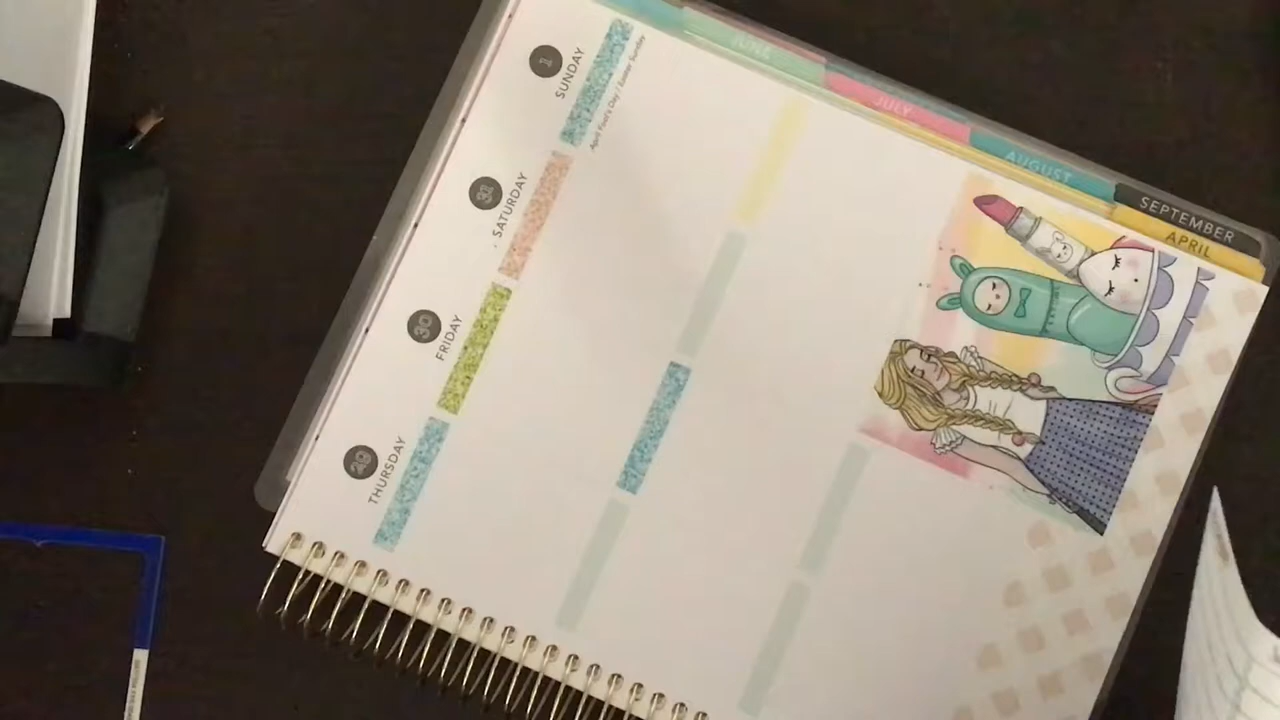 THURSDAY
29
FRIDAY
30
SATURDAY
31
SUNDAY
1
April Fool's Day / Easter Sunday
JUNE
JULY
AUGUST
SEPTEMBER
APRIL